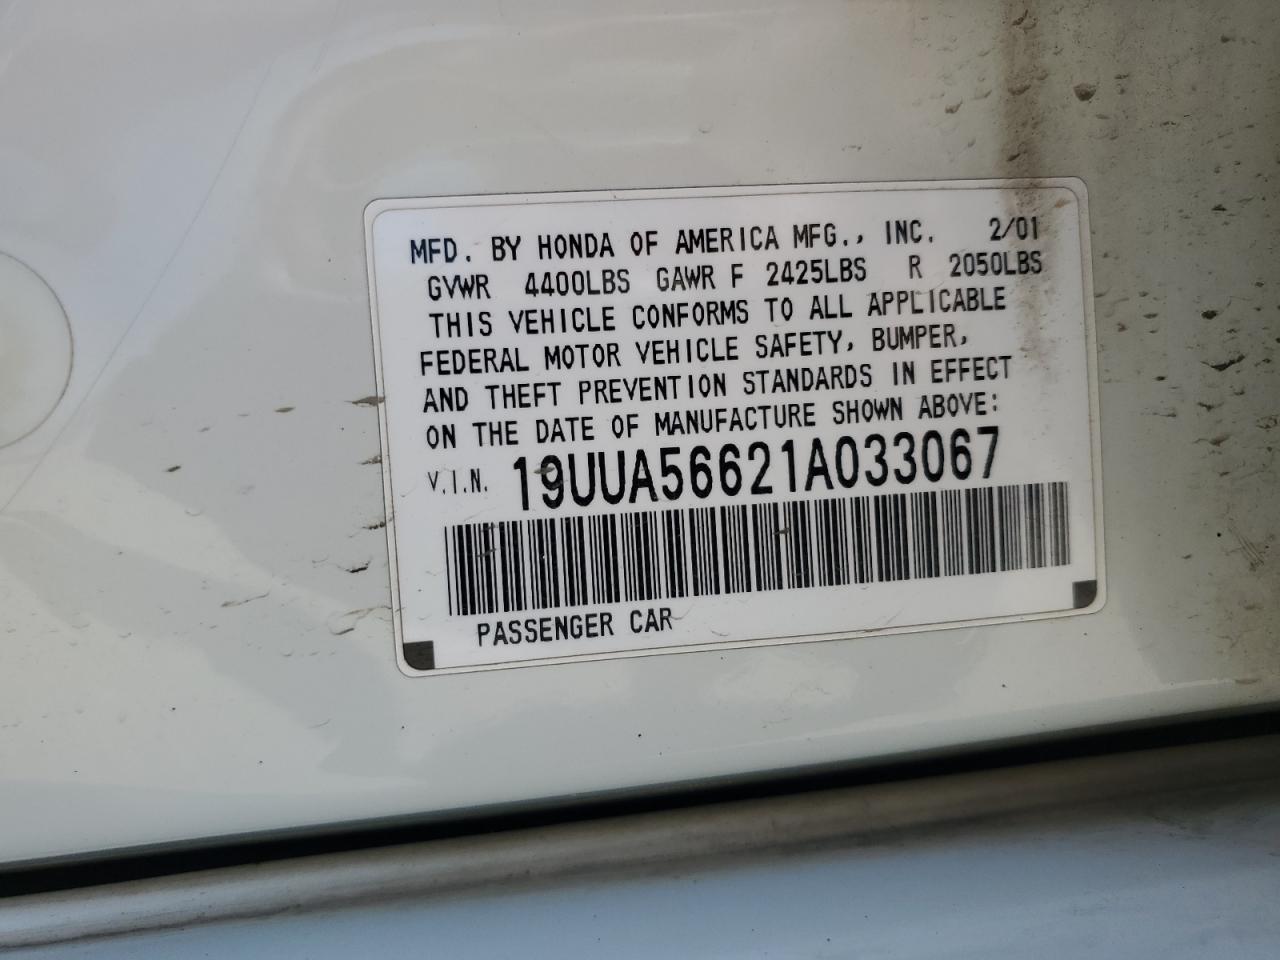 MFD. BY HONDA OF AMERICA MFG., INC. 2/01
GVWR 4400LBS GAWR F 2425LBS R 2050LBS
THIS VEHICLE CONFORMS TO ALL APPLICABLE
FEDERAL MOTOR VEHICLE SAFETY, BUMPER,
AND THEFT PREVENTION STANDARDS IN EFFECT
ON THE DATE OF MANUFACTURE SHOWN ABOVE:
V.I.N. 19UUA56621A033067
PASSENGER CAR